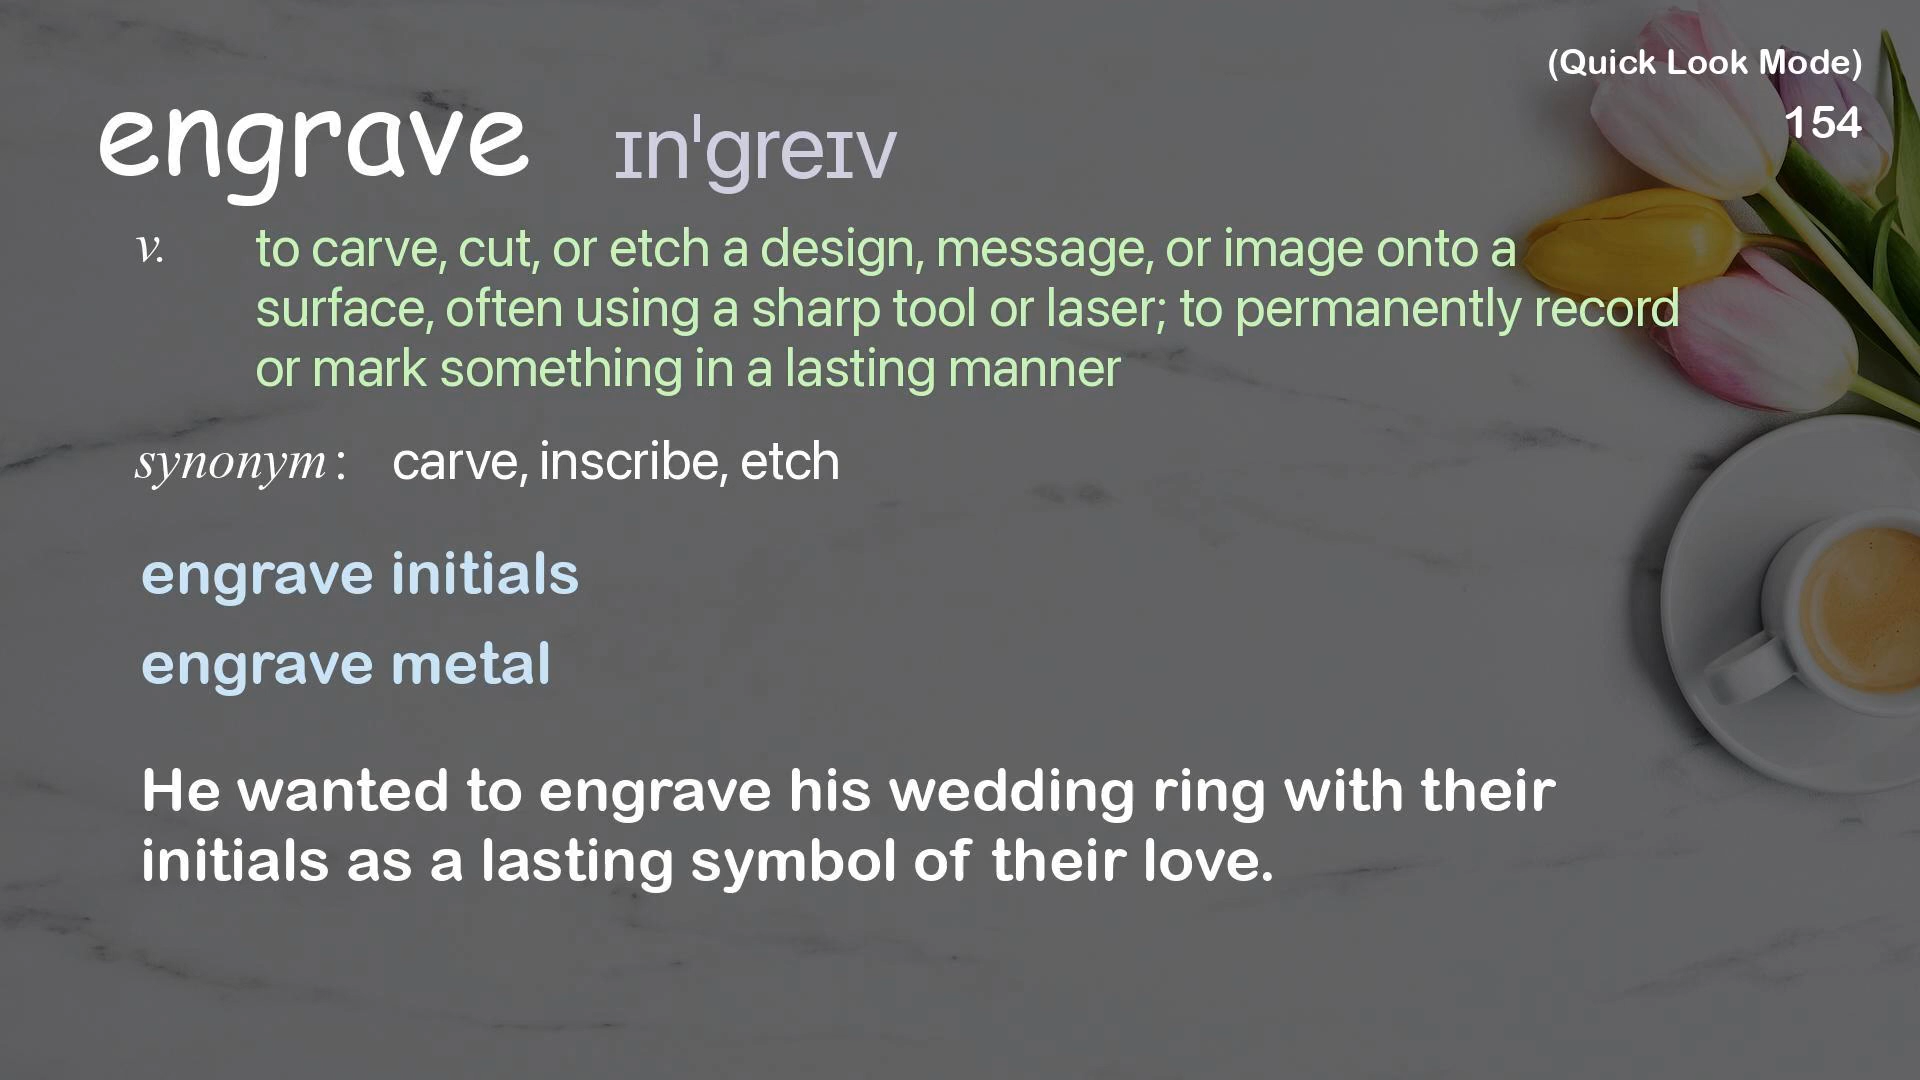 (Quick Look Mode)
154
engrave ɪnˈgreɪv
v. to carve, cut, or etch a design, message, or image onto a
surface, often using a sharp tool or laser; to permanently record
or mark something in a lasting manner
synonym: carve, inscribe, etch
engrave initials
engrave metal
He wanted to engrave his wedding ring with their
initials as a lasting symbol of their love.